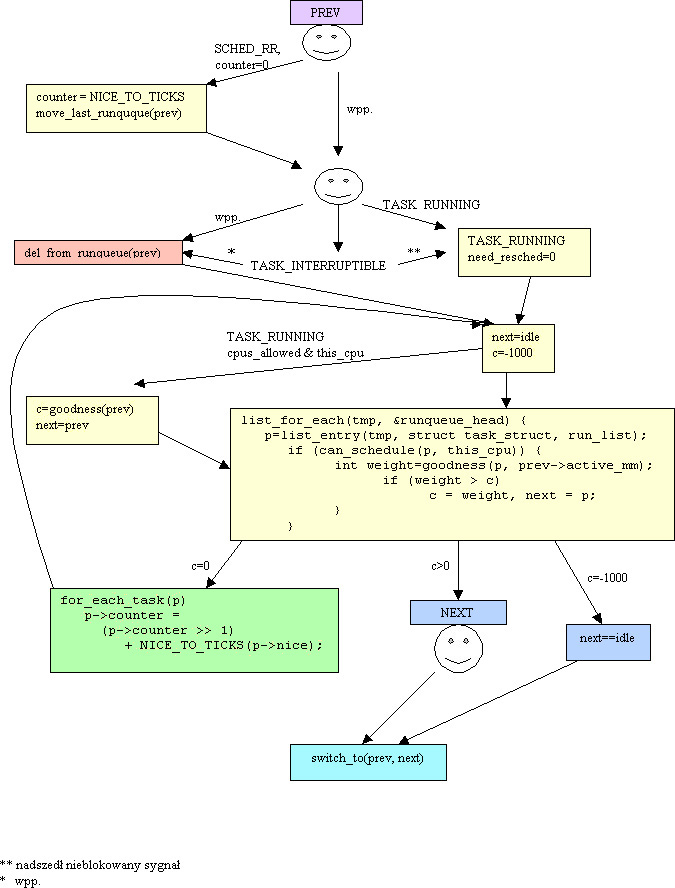 PREV
SCHED_RR,
counter=0
counter = NICE_TO_TICKS
move_last_runquque(prev)
wpp.
TASK_RUNNING
wpp.
del_from_runqueue(prev)
*
TASK_INTERRUPTIBLE
**
TASK_RUNNING
need_resched=0
next=idle
c=-1000
TASK_RUNNING
cpus_allowed & this_cpu
c=goodness(prev)
next=prev
list_for_each(tmp, &runqueue_head) {
p=list_entry(tmp, struct task_struct, run_list);
if (can_schedule(p, this_cpu)) {
int weight=goodness(p, prev->active_mm);
if (weight > c)
c = weight, next = p;
}
}
c=0
c>0
c=-1000
for_each_task(p)
p->counter =
(p->counter >> 1)
+ NICE_TO_TICKS(p->nice);
NEXT
next==idle
switch_to(prev, next)
** nadszedł nieblokowany sygnał
* wpp.